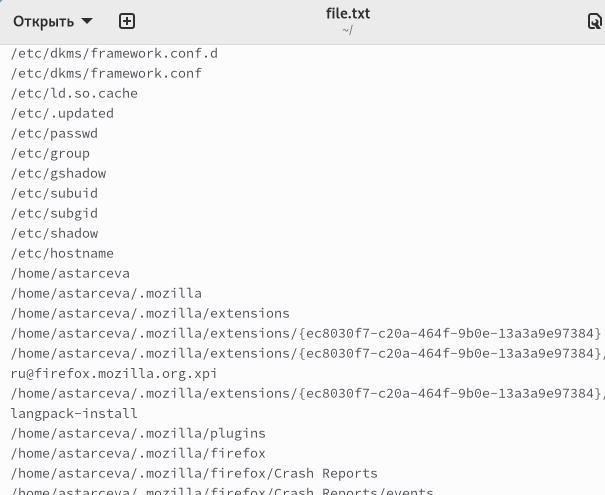 Открыть
file.txt
~/
/etc/dkms/framework.conf.d
/etc/dkms/framework.conf
/etc/ld.so.cache
/etc/.updated
/etc/passwd
/etc/group
/etc/gshadow
/etc/subuid
/etc/subgid
/etc/shadow
/etc/hostname
/home/astarceva
/home/astarceva/.mozilla
/home/astarceva/.mozilla/extensions
/home/astarceva/.mozilla/extensions/{ec8030f7-c20a-464f-9b0e-13a3a9e97384}
/home/astarceva/.mozilla/extensions/{ec8030f7-c20a-464f-9b0e-13a3a9e97384}/
ru@firefox.mozilla.org.xpi
/home/astarceva/.mozilla/extensions/{ec8030f7-c20a-464f-9b0e-13a3a9e97384}/
langpack-install
/home/astarceva/.mozilla/plugins
/home/astarceva/.mozilla/firefox
/home/astarceva/.mozilla/firefox/Crash Reports
/home/astarceva/.mozilla/firefox/Crash Reports/events